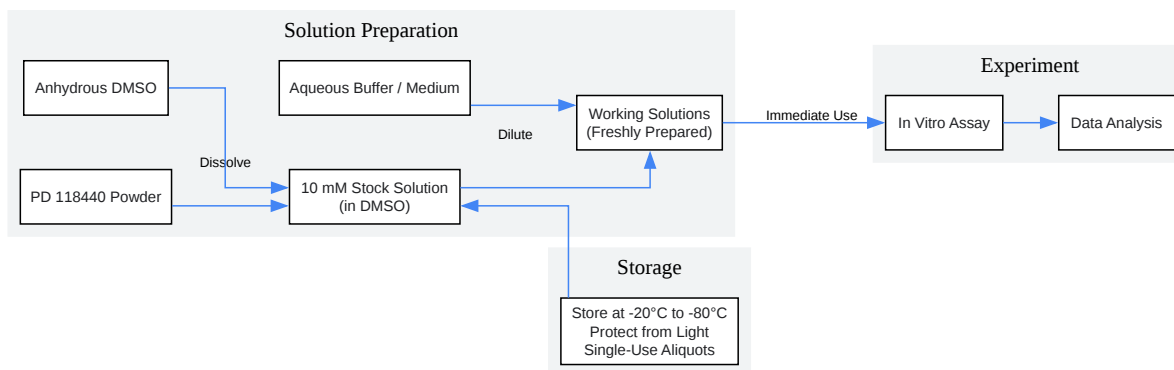 Solution Preparation
Anhydrous DMSO
Aqueous Buffer / Medium
Working Solutions
(Freshly Prepared)
Dilute
Dissolve
PD 118440 Powder
10 mM Stock Solution
(in DMSO)
Immediate Use
Experiment
In Vitro Assay
Data Analysis
Storage
Store at -20°C to -80°C
Protect from Light
Single-Use Aliquots